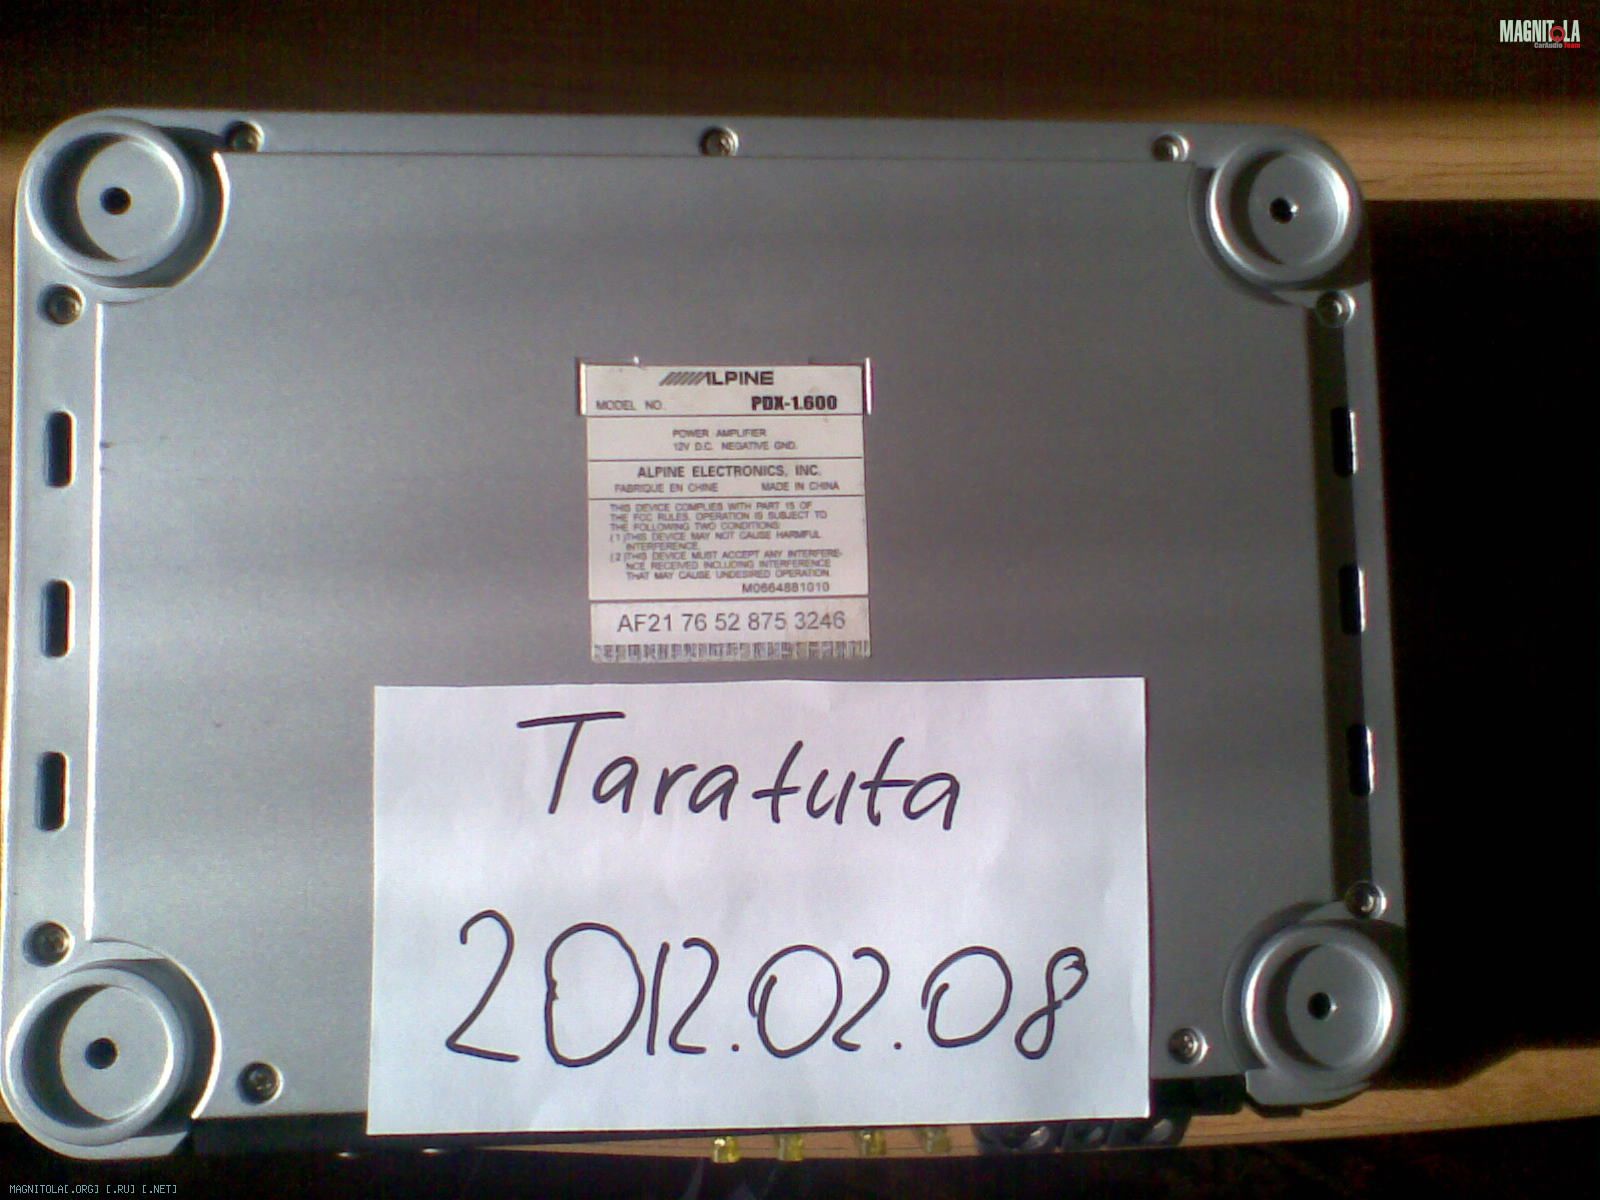 MAGNITOLA
CarAudio Team
ALPINE
MODEL NO. PDX-1.600
POWER AMPLIFIER
12V D.C. NEGATIVE GND.
ALPINE ELECTRONICS, INC.
FABRIQUE EN CHINE MADE IN CHINA
THIS DEVICE COMPLIES WITH PART 15 OF
THE FCC RULES. OPERATION IS SUBJECT TO
THE FOLLOWING TWO CONDITIONS:
(1)THIS DEVICE MAY NOT CAUSE HARMFUL
INTERFERENCE.
(2)THIS DEVICE MUST ACCEPT ANY INTERFERE-
NCE RECEIVED INCLUDING INTERFERENCE
THAT MAY CAUSE UNDESIRED OPERATION.
M0664881010
AF21 76 52 875 3246
Taratuta
2012.02.08
MAGNITOLA[.ORG] [.RU] [.NET]